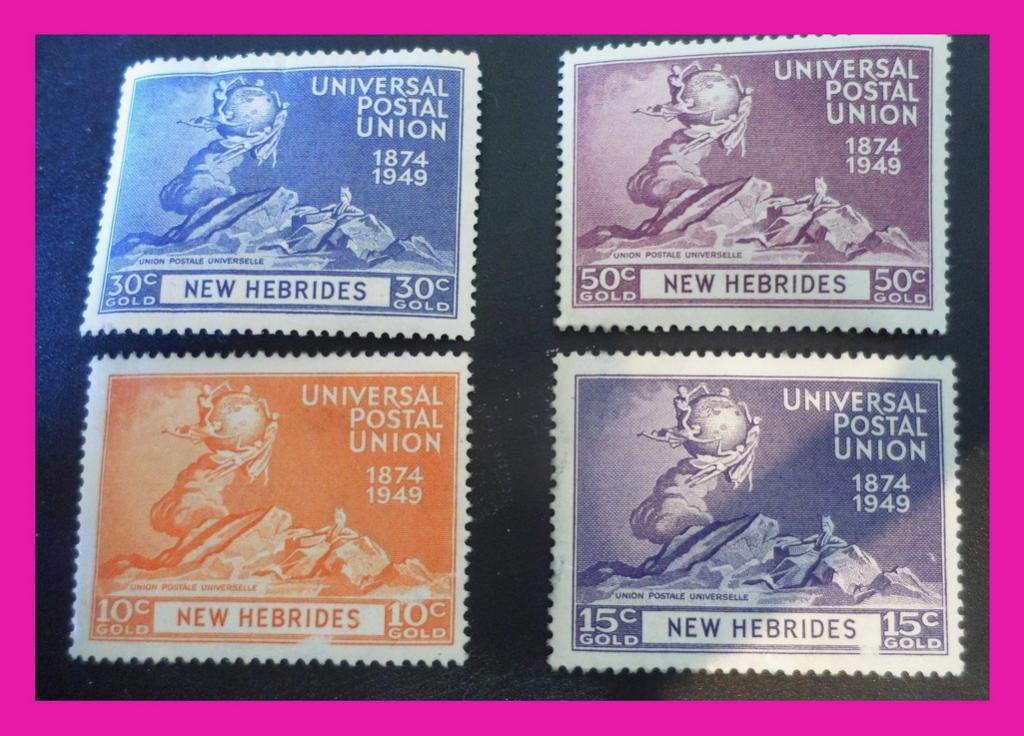 UNIVERSAL
POSTAL
UNION
1874
1949
UNION POSTALE UNIVERSELLE
30C GOLD NEW HEBRIDES 30C GOLD
UNIVERSAL
POSTAL
UNION
1874
1949
UNION POSTALE UNIVERSELLE
50C GOLD NEW HEBRIDES 50C GOLD
UNIVERSAL
POSTAL
UNION
1874
1949
UNION POSTALE UNIVERSELLE
10C GOLD NEW HEBRIDES 10C GOLD
UNIVERSAL
POSTAL
UNION
1874
1949
UNION POSTALE UNIVERSELLE
15C GOLD NEW HEBRIDES 15C GOLD